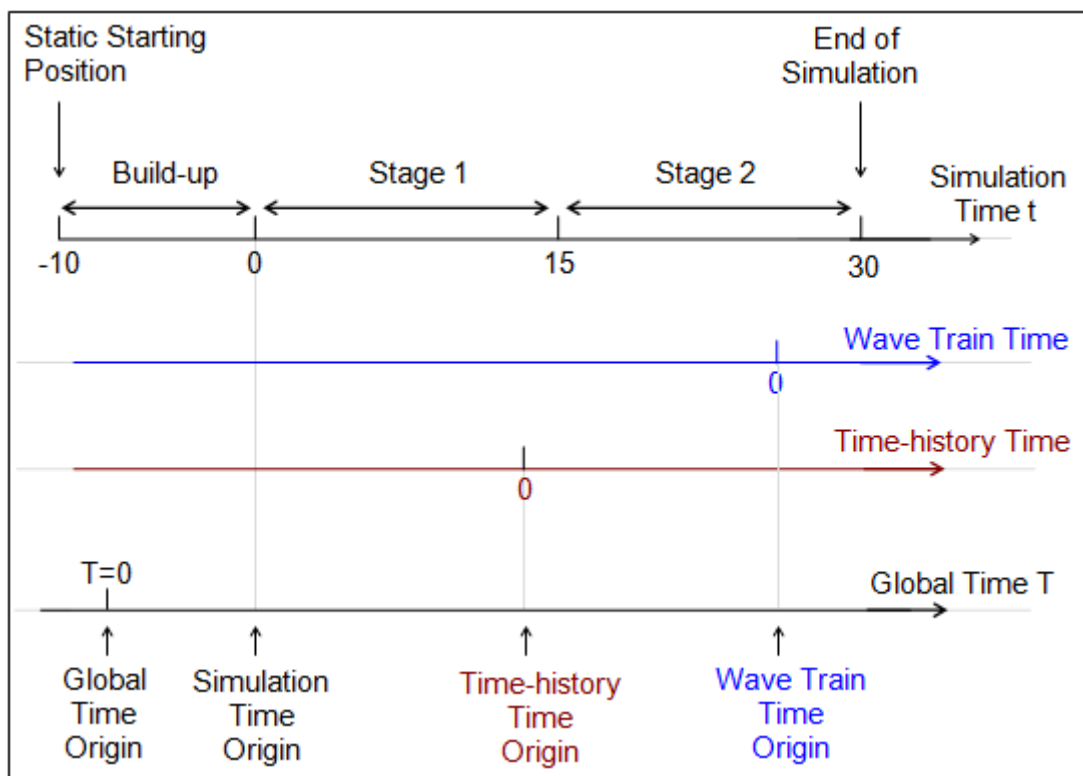 Static Starting
Position
End of
Simulation
Build-up
Stage 1
Stage 2
Simulation
Time t
-10
0
15
30
Wave Train Time
0
Time-history Time
0
T=0
Global Time T
Global
Time
Origin
Simulation
Time
Origin
Time-history
Time
Origin
Wave Train
Time
Origin